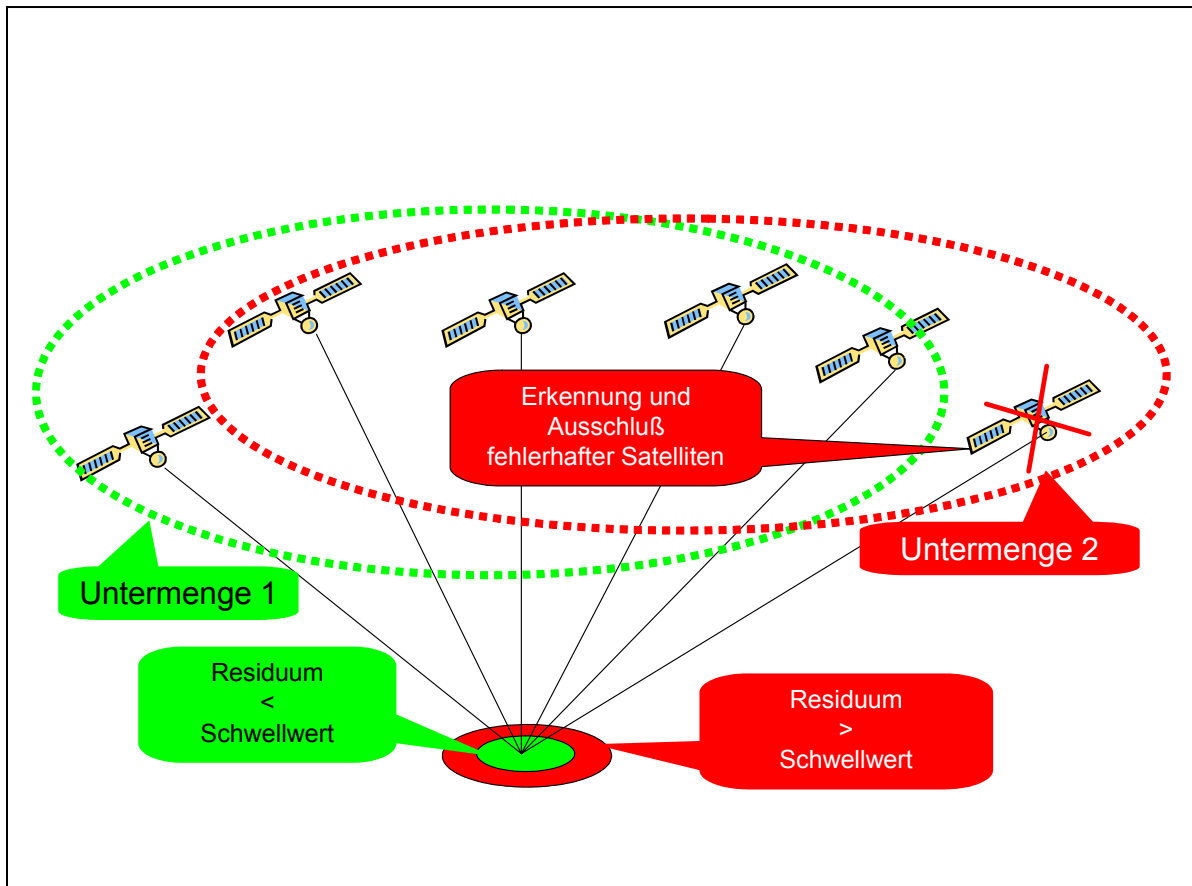 Erkennung und
Ausschluß
fehlerhafter Satelliten
Untermenge 2
Untermenge 1
Residuum
<
Schwellwert
Residuum
>
Schwellwert